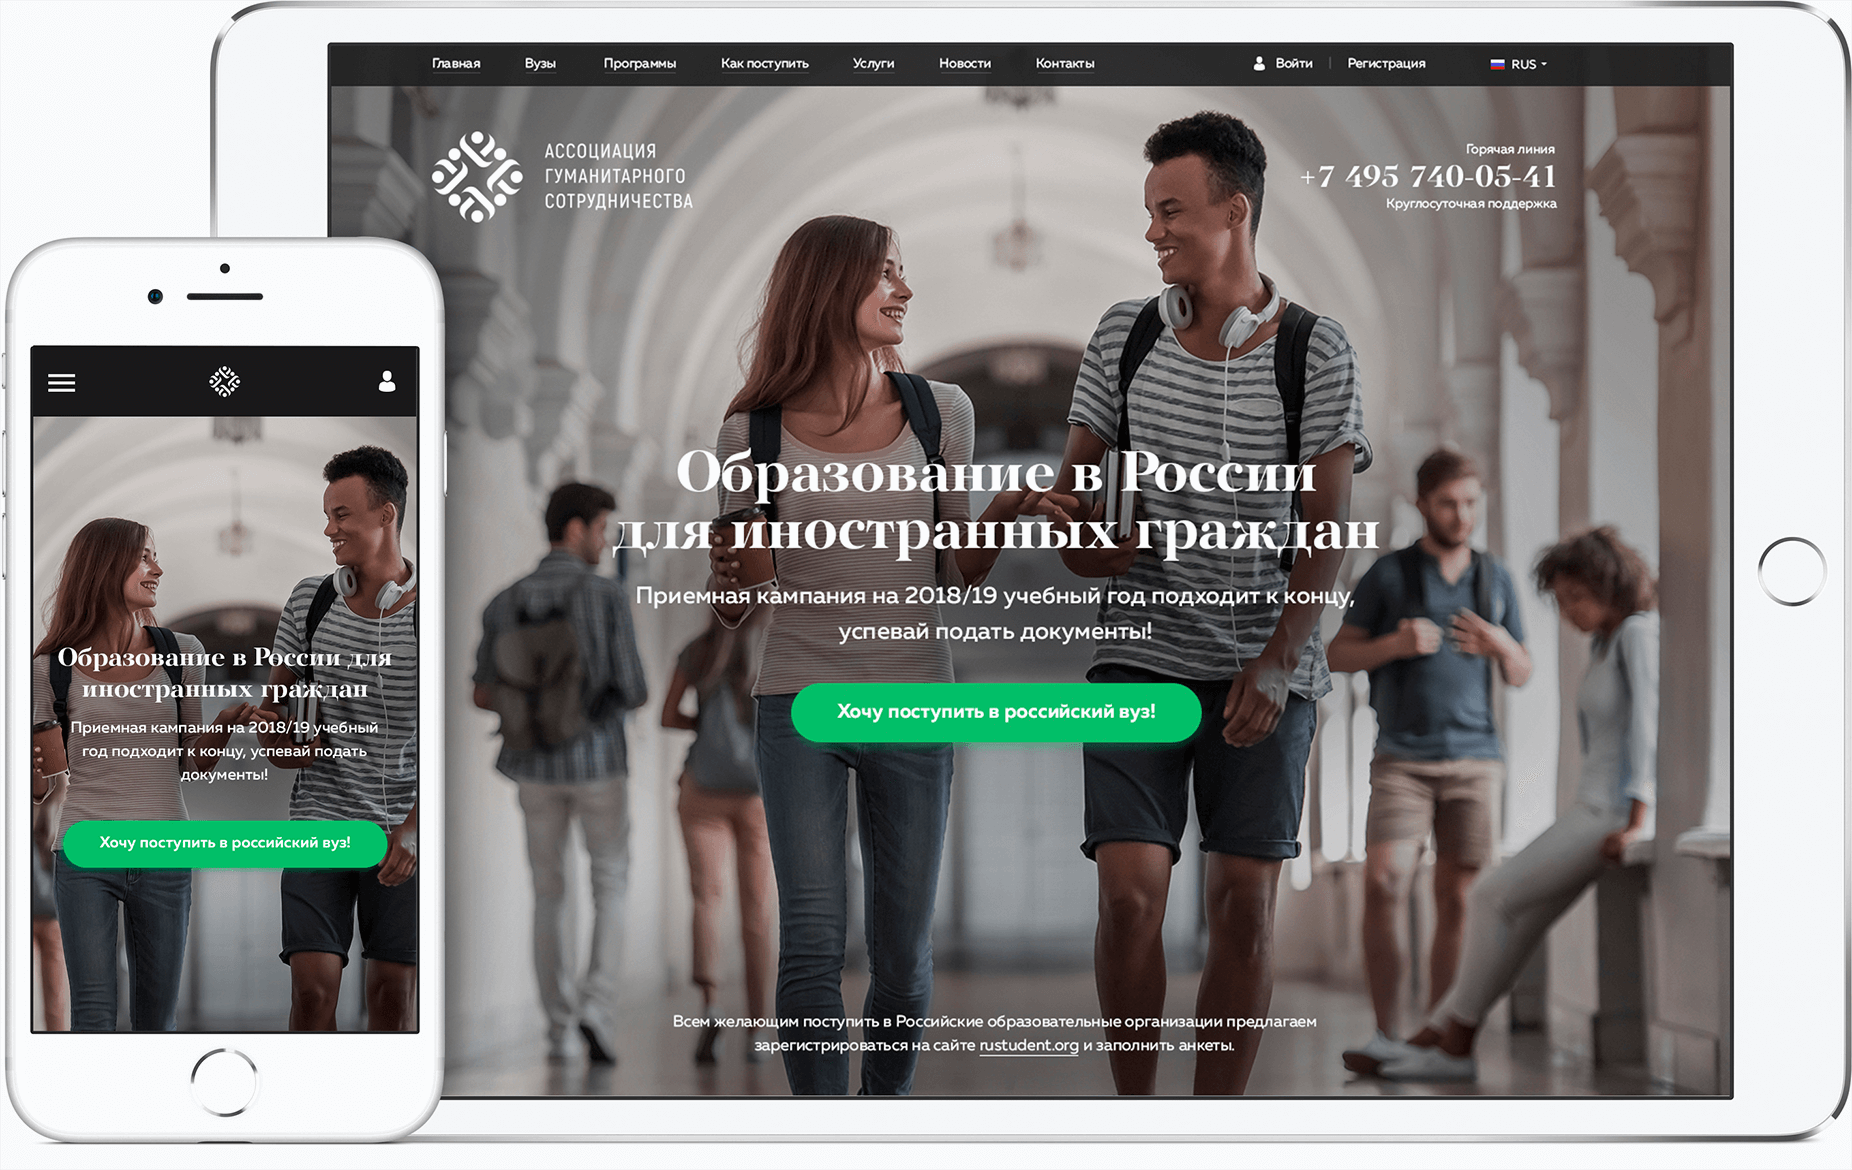 Главная Вузы Программы Как поступить Услуги Новости Контакты Войти Регистрация RUS
АССОЦИАЦИЯ
ГУМАНИТАРНОГО
СОТРУДНИЧЕСТВА
Горячая линия
+7 495 740-05-41
Круглосуточная поддержка
Образование в России
для иностранных граждан
Приемная кампания на 2018/19 учебный год подходит к концу,
успевай подать документы!
Хочу поступить в российский вуз!
Всем желающим поступить в Российские образовательные организации предлагаем
зарегистрироваться на сайте rustudent.org и заполнить анкеты.
Образование в России для
иностранных граждан
Приемная кампания на 2018/19 учебный
год подходит к концу, успевай подать
документы!
Хочу поступить в российский вуз!